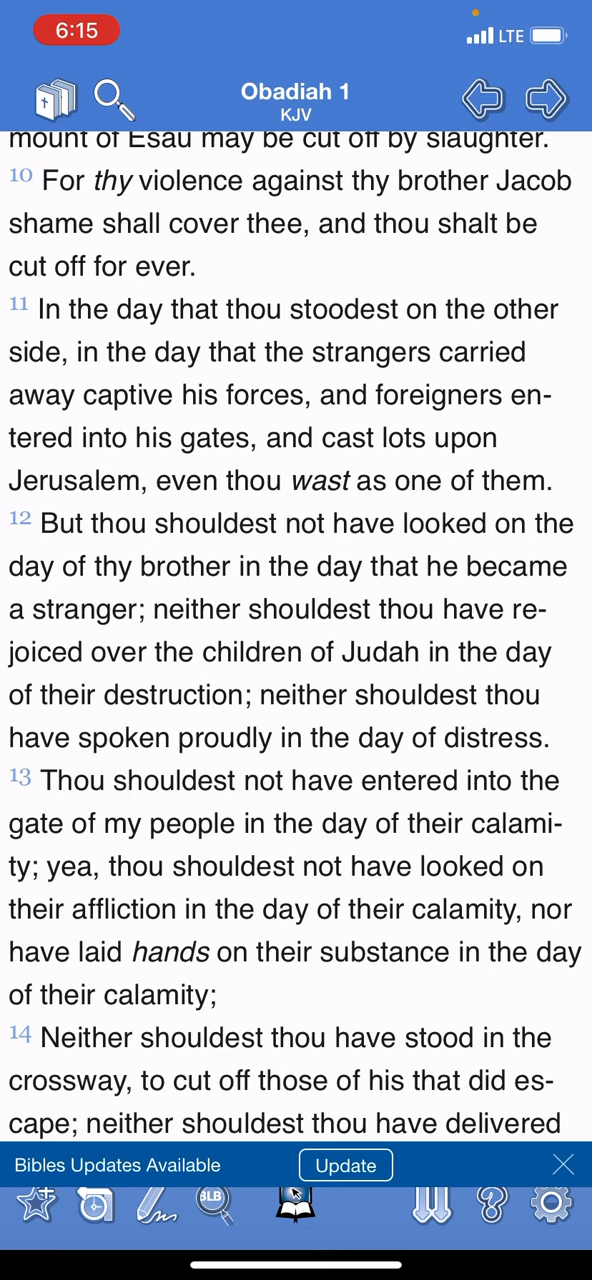 6:15
LTE
Obadiah 1
KJV
mount of Esau may be cut off by slaughter.
10 For thy violence against thy brother Jacob
shame shall cover thee, and thou shalt be
cut off for ever.
11 In the day that thou stoodest on the other
side, in the day that the strangers carried
away captive his forces, and foreigners en-
tered into his gates, and cast lots upon
Jerusalem, even thou wast as one of them.
12 But thou shouldest not have looked on the
day of thy brother in the day that he became
a stranger; neither shouldest thou have re-
joiced over the children of Judah in the day
of their destruction; neither shouldest thou
have spoken proudly in the day of distress.
13 Thou shouldest not have entered into the
gate of my people in the day of their calami-
ty; yea, thou shouldest not have looked on
their affliction in the day of their calamity, nor
have laid hands on their substance in the day
of their calamity;
14 Neither shouldest thou have stood in the
crossway, to cut off those of his that did es-
cape; neither shouldest thou have delivered
Bibles Updates Available
Update
BLB